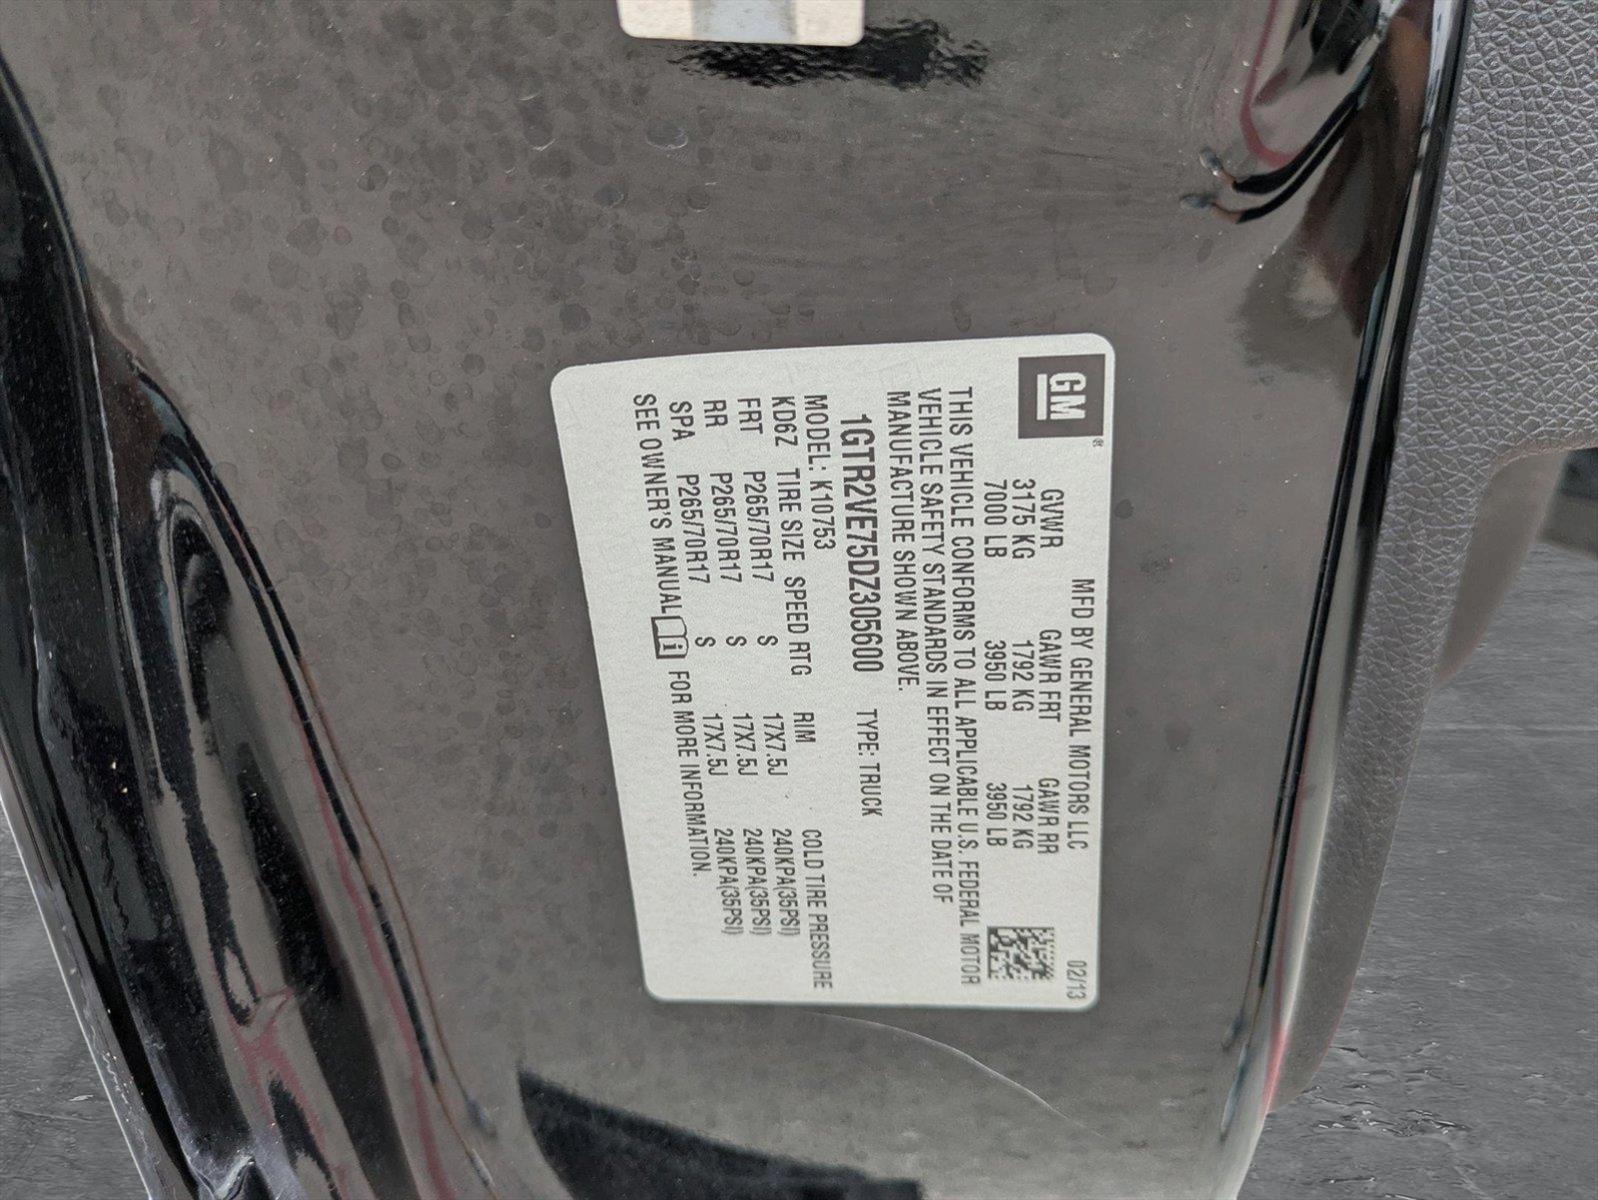 GM®
MFD BY GENERAL MOTORS LLC 02/13
GVWR GAWR FRT GAWR RR
3175 KG 1792 KG 1792 KG
7000 LB 3950 LB 3950 LB
THIS VEHICLE CONFORMS TO ALL APPLICABLE U.S. FEDERAL MOTOR
VEHICLE SAFETY STANDARDS IN EFFECT ON THE DATE OF
MANUFACTURE SHOWN ABOVE.
1GTR2VE75DZ305600 TYPE: TRUCK
MODEL: K10753
KD6Z TIRE SIZE SPEED RTG RIM COLD TIRE PRESSURE
FRT P265/70R17 S 17X7.5J 240KPA(35PSI)
RR P265/70R17 S 17X7.5J 240KPA(35PSI)
SPA P265/70R17 S 17X7.5J 240KPA(35PSI)
SEE OWNER'S MANUAL i FOR MORE INFORMATION.